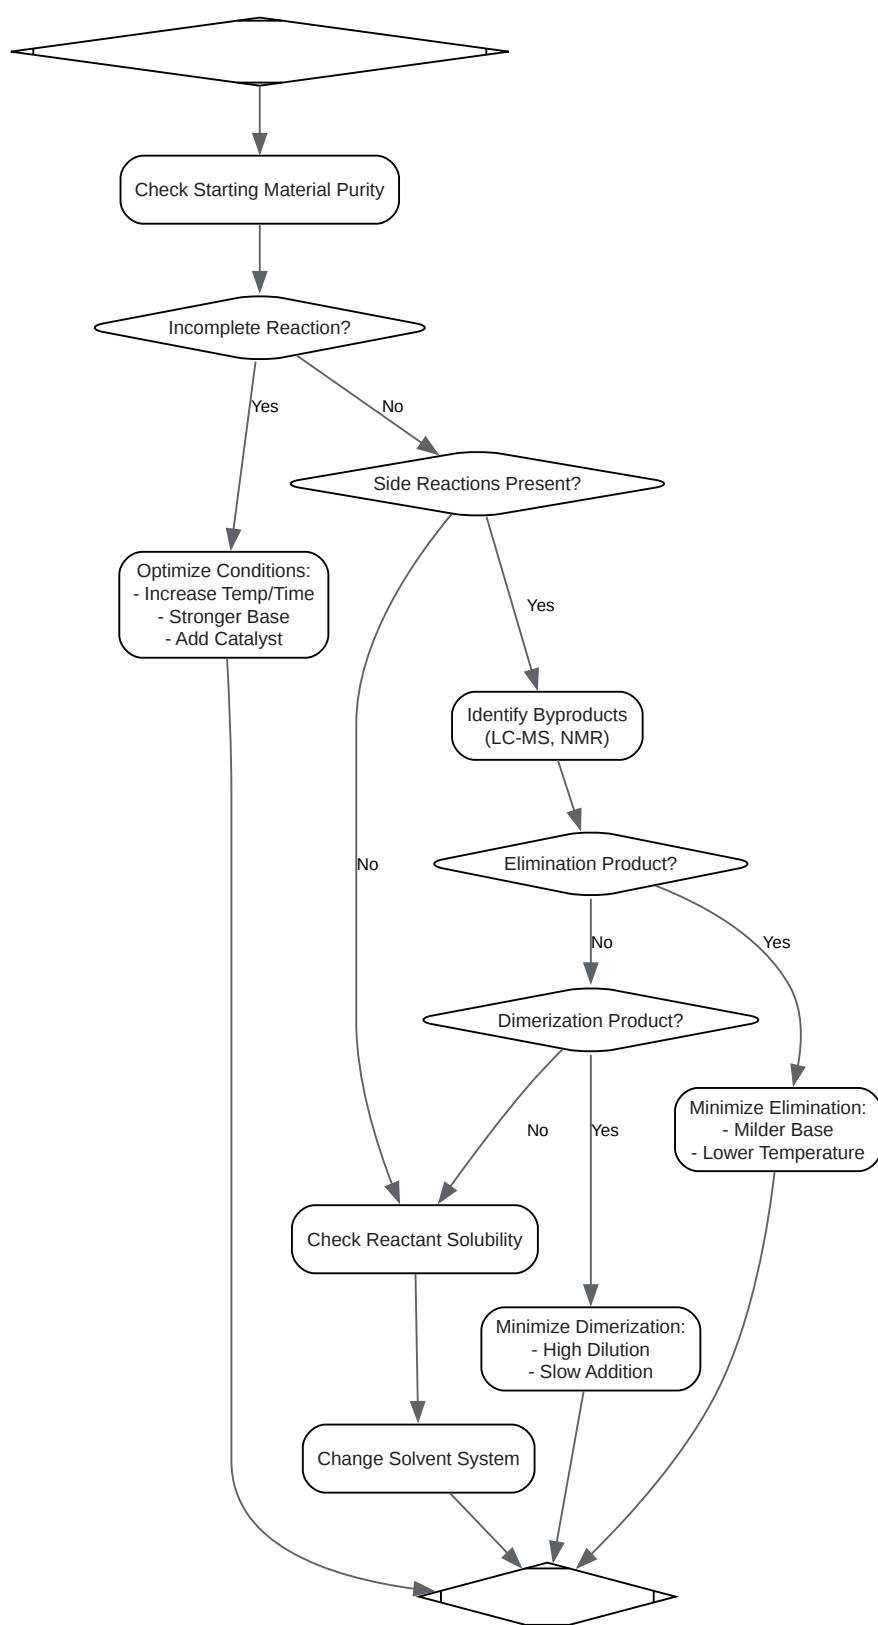 Check Starting Material Purity
Incomplete Reaction?
Yes
No
Side Reactions Present?
Optimize Conditions:
- Increase Temp/Time
- Stronger Base
- Add Catalyst
Yes
Identify Byproducts
(LC-MS, NMR)
No
Elimination Product?
No
Yes
Dimerization Product?
Minimize Elimination:
- Milder Base
- Lower Temperature
No
Yes
Check Reactant Solubility
Minimize Dimerization:
- High Dilution
- Slow Addition
Change Solvent System